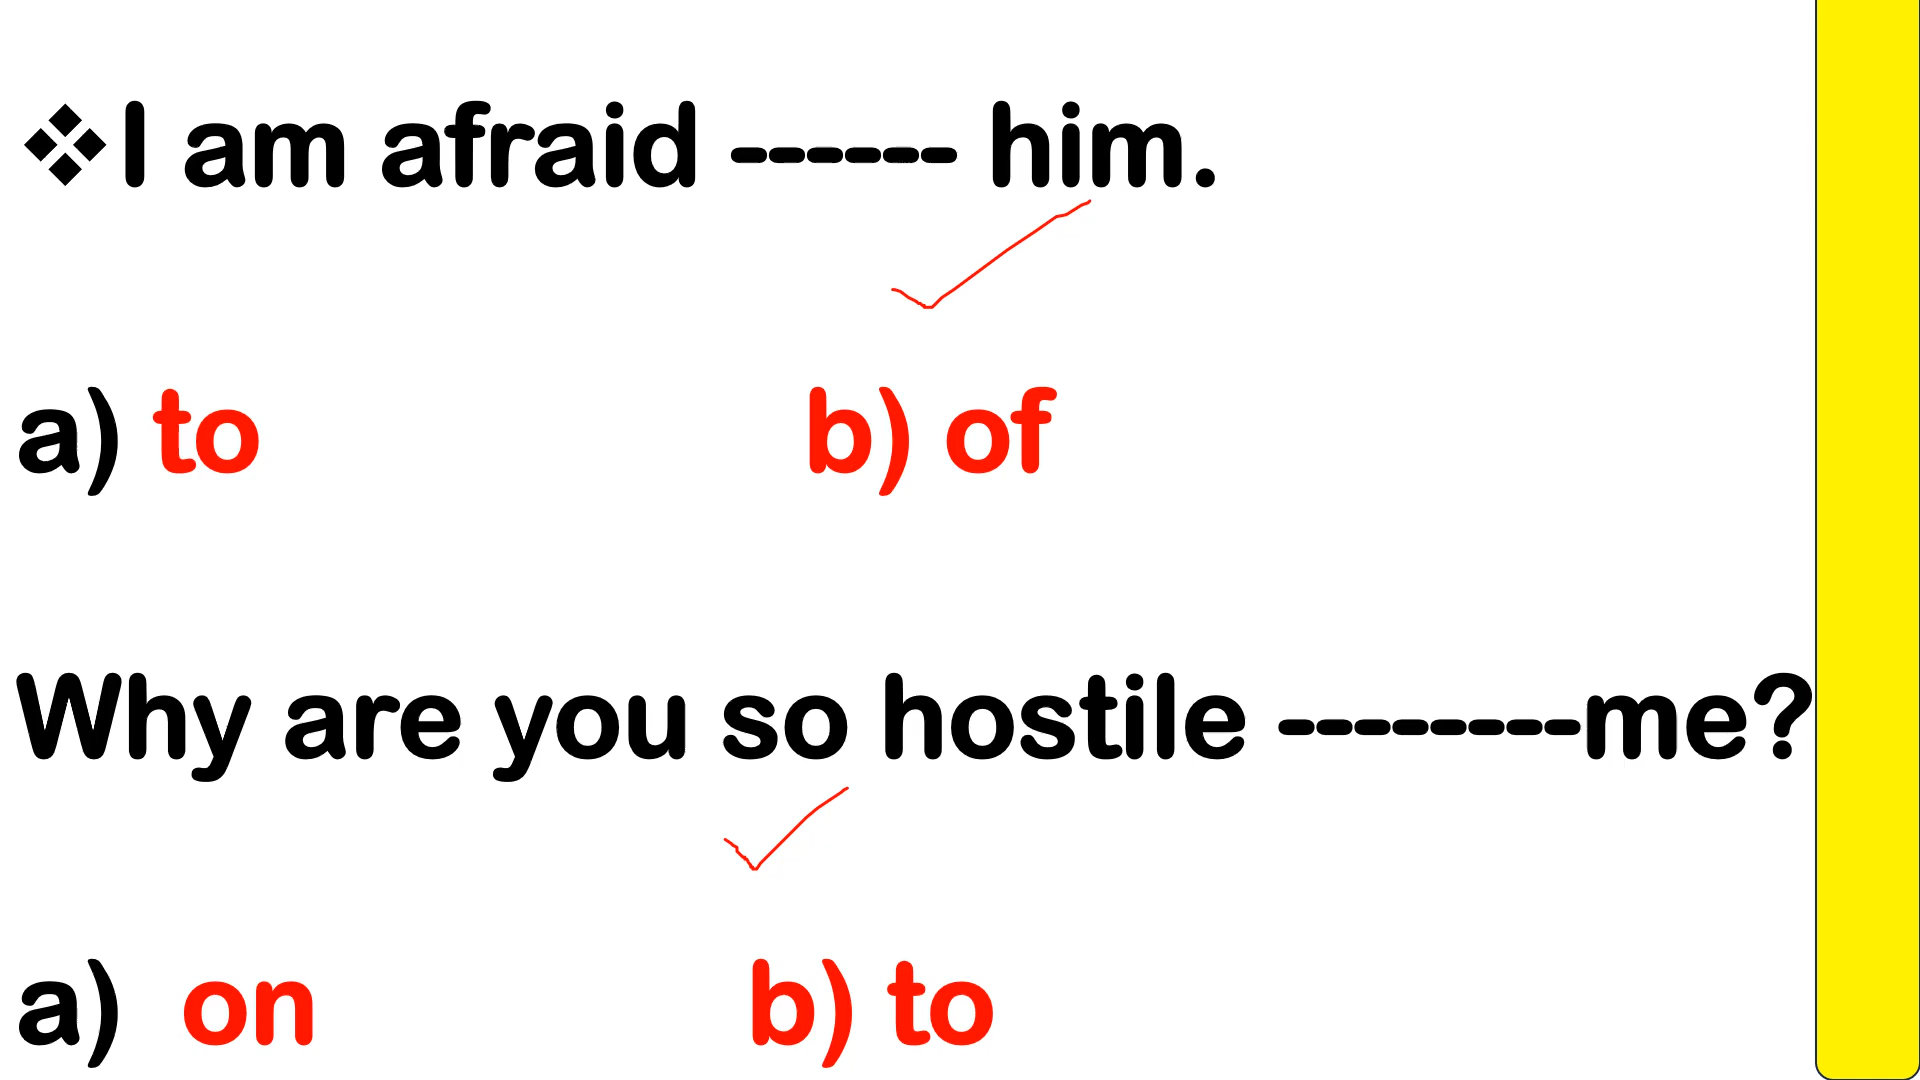 ❖I am afraid ------ him.
a) to b) of
Why are you so hostile --------me?
a) on b) to